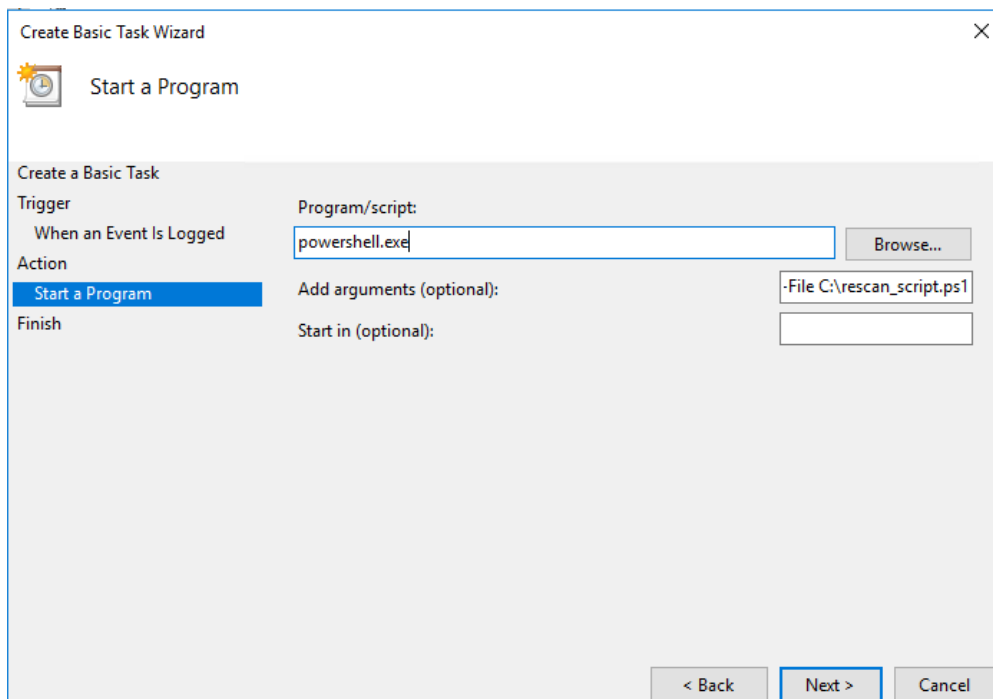 Create Basic Task Wizard
Start a Program
Create a Basic Task
Trigger
When an Event Is Logged
Action
Start a Program
Finish
Program/script:
powershell.exe
Browse...
Add arguments (optional):
-File C:\rescan_script.ps1
Start in (optional):
< Back
Next >
Cancel